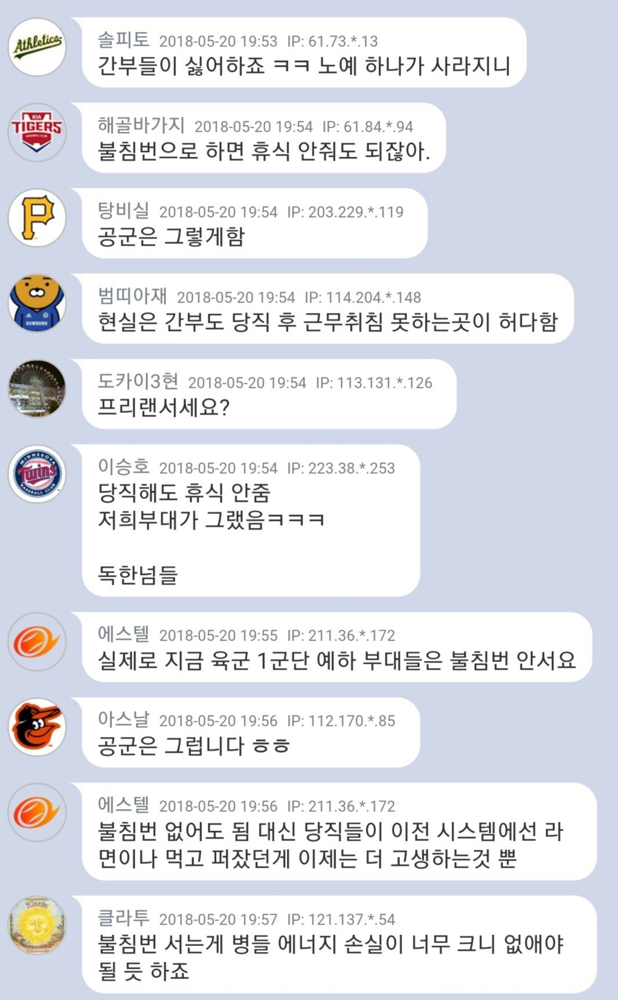 Athletics
솔피토 2018-05-20 19:53 IP: 61.73.*.13
간부들이 싫어하죠 ㅋㅋ 노예 하나가 사라지니
KIA
TIGERS
BASEBALL CLUB
해골바가지 2018-05-20 19:54 IP: 61.84.*.94
불침번으로 하면 휴식 안줘도 되잖아.
P
탕비실 2018-05-20 19:54 IP: 203.229.*.119
공군은 그렇게함
SAMSUNG
범띠아재 2018-05-20 19:54 IP: 114.204.*.148
현실은 간부도 당직 후 근무취침 못하는곳이 허다함
도카이3현 2018-05-20 19:54 IP: 113.131.*.126
프리랜서세요?
MINNESOTA
Twins
BASEBALL CLUB
이승호 2018-05-20 19:54 IP: 223.38.*.253
당직해도 휴식 안줌
저희부대가 그랬음ㅋㅋㅋ
독한넘들
에스텔 2018-05-20 19:55 IP: 211.36.*.172
실제로 지금 육군 1군단 예하 부대들은 불침번 안서요
아스날 2018-05-20 19:56 IP: 112.170.*.85
공군은 그럽니다 ㅎㅎ
에스텔 2018-05-20 19:56 IP: 211.36.*.172
불침번 없어도 됨 대신 당직들이 이전 시스템에선 라
면이나 먹고 퍼잤던게 이제는 더 고생하는것 뿐
클라투 2018-05-20 19:57 IP: 121.137.*.54
불침번 서는게 병들 에너지 손실이 너무 크니 없애야
될 듯 하죠